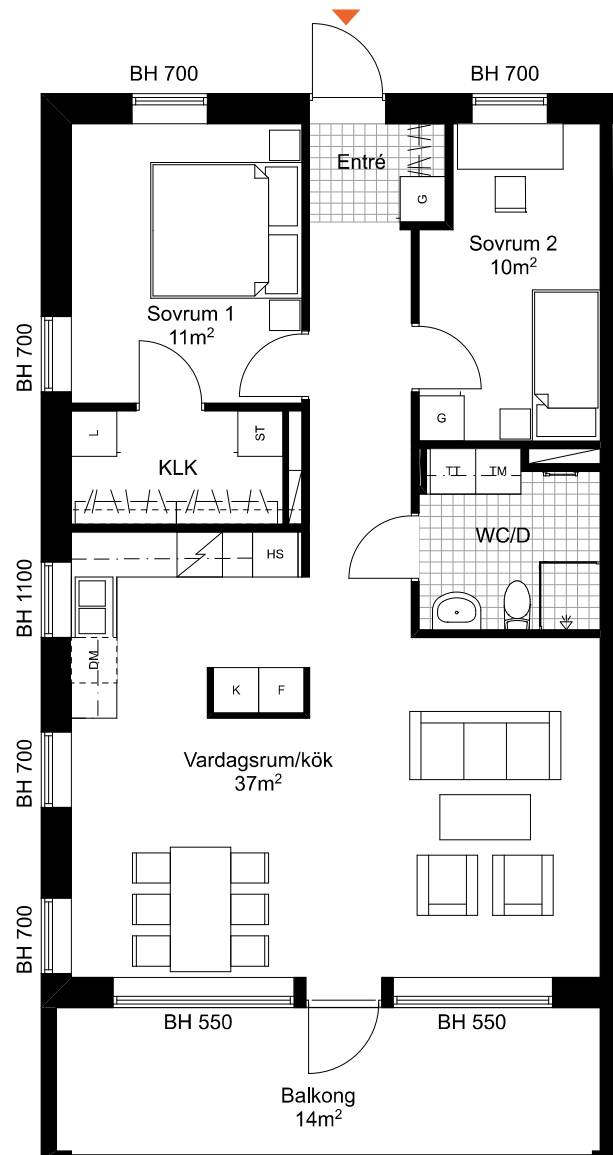 BH 700
BH 700
Entré
G
Sovrum 2
10m²
Sovrum 1
11m²
BH 700
G
L
ST
KLK
TT
TM
WC/D
HS
BH 1100
DM
K
F
Vardagsrum/kök
37m²
BH 700
BH 700
BH 550
BH 550
Balkong
14m²